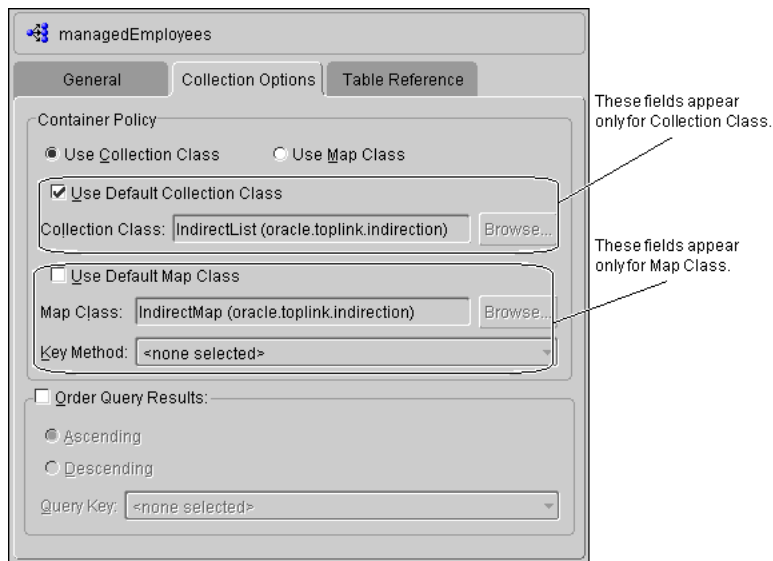 managedEmployees
General Collection Options Table Reference
These fields appear
only for Collection Class.
Container Policy
Use Collection Class Use Map Class
Use Default Collection Class
Collection Class: IndirectList (oracle.toplink.indirection) Browse...
These fields appear
only for Map Class.
Use Default Map Class
Map Class: IndirectMap (oracle.toplink.indirection) Browse...
Key Method: <none selected>
Order Query Results:
Ascending
Descending
Query Key: <none selected>